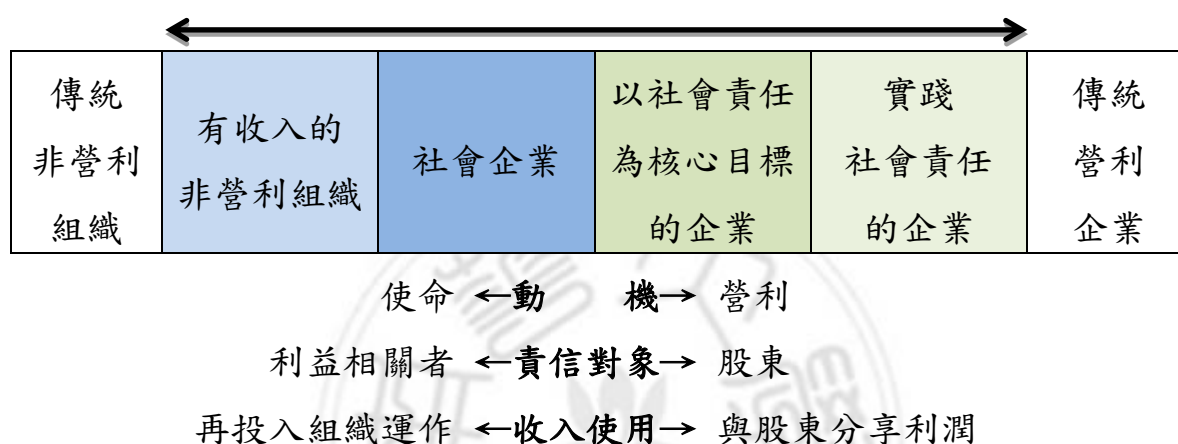 傳統
非營利
組織
有收入的
非營利組織
社會企業
以社會責任
為核心目標
的企業
實踐
社會責任
的企業
傳統
營利
企業
使命 ←動 機→ 營利
利益相關者 ←責信對象→ 股東
再投入組織運作 ←收入使用→ 與股東分享利潤